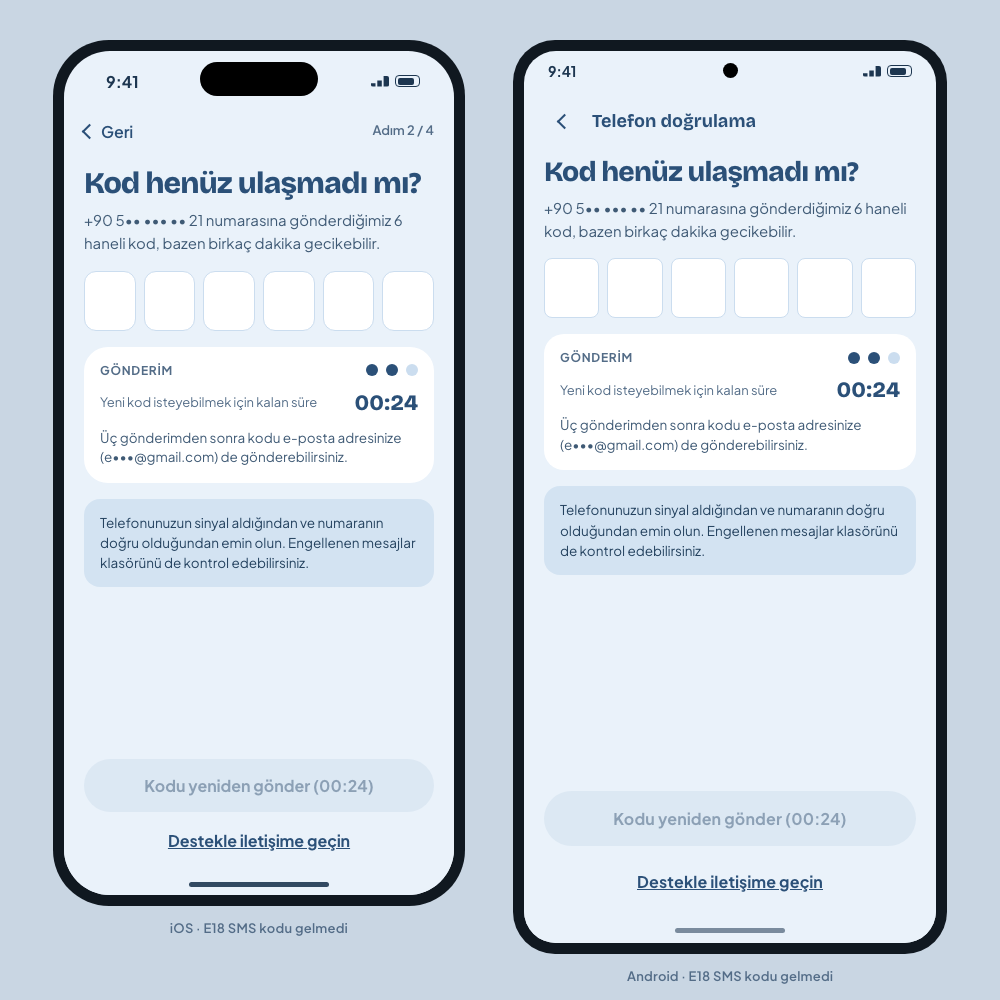 9:41
Geri
Adım 2 / 4
Kod henüz ulaşmadı mı?
+90 5•• ••• •• 21 numarasına gönderdiğimiz 6
haneli kod, bazen birkaç dakika gecikebilir.
GÖNDERİM
Yeni kod isteyebilmek için kalan süre
00:24
Üç gönderimden sonra kodu e-posta adresinize
(e•••@gmail.com) de gönderebilirsiniz.
Telefonunuzun sinyal aldığından ve numaranın
doğru olduğundan emin olun. Engellenen mesajlar
klasörünü de kontrol edebilirsiniz.
Kodu yeniden gönder (00:24)
Destekle iletişime geçin
iOS · E18 SMS kodu gelmedi
9:41
Telefon doğrulama
Kod henüz ulaşmadı mı?
+90 5•• ••• •• 21 numarasına gönderdiğimiz 6 haneli
kod, bazen birkaç dakika gecikebilir.
GÖNDERİM
Yeni kod isteyebilmek için kalan süre
00:24
Üç gönderimden sonra kodu e-posta adresinize
(e•••@gmail.com) de gönderebilirsiniz.
Telefonunuzun sinyal aldığından ve numaranın doğru
olduğundan emin olun. Engellenen mesajlar klasörünü
de kontrol edebilirsiniz.
Kodu yeniden gönder (00:24)
Destekle iletişime geçin
Android · E18 SMS kodu gelmedi